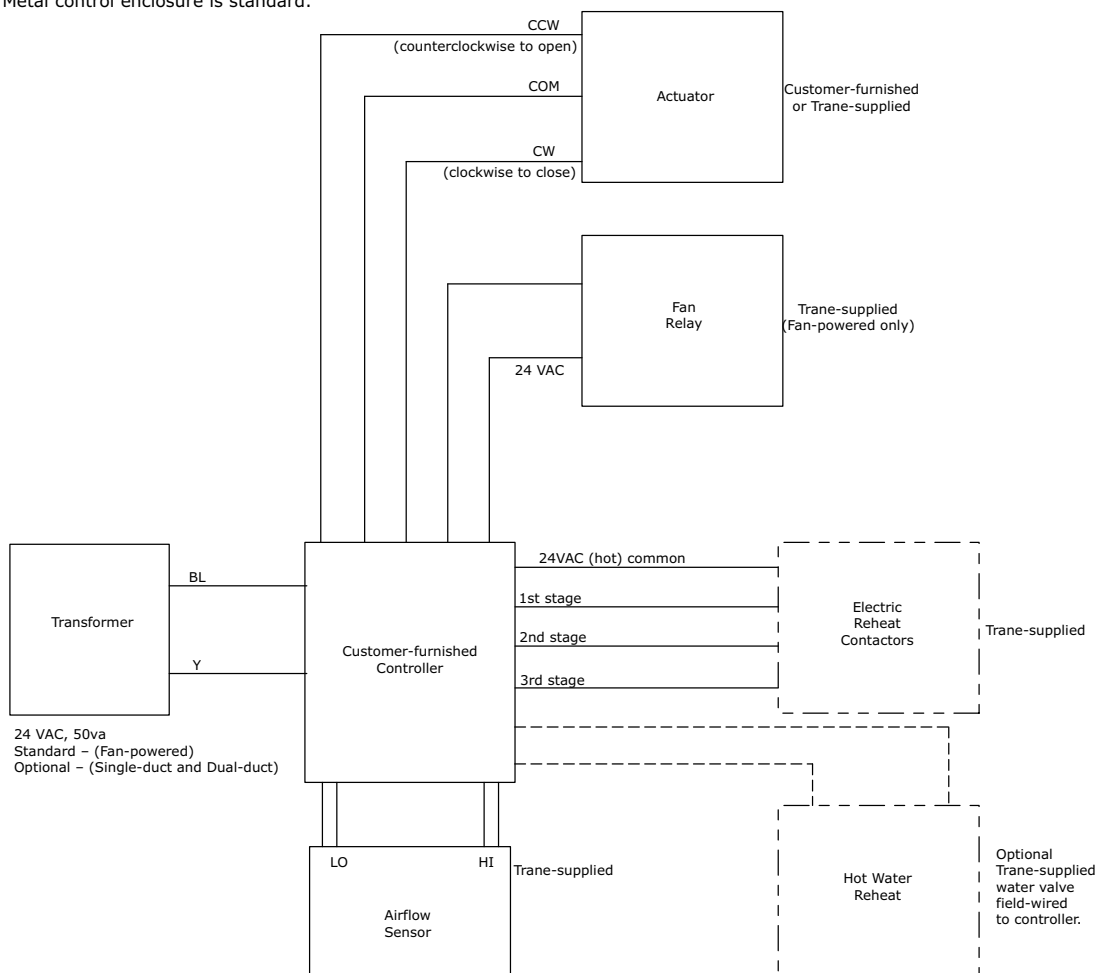 Metal control enclosure is standard.
CCW
(counterclockwise to open)
COM
Actuator
Customer-furnished
or Trane-supplied
CW
(clockwise to close)
Fan
Relay
Trane-supplied
(Fan-powered only)
24 VAC
24VAC (hot) common
BL
1st stage
Electric
Reheat
Contactors
Transformer
Trane-supplied
2nd stage
Customer-furnished
Controller
Y
3rd stage
24 VAC, 50va
Standard – (Fan-powered)
Optional – (Single-duct and Dual-duct)
LO
HI
Trane-supplied
Airflow
Sensor
Hot Water
Reheat
Optional
Trane-supplied
water valve
field-wired
to controller.